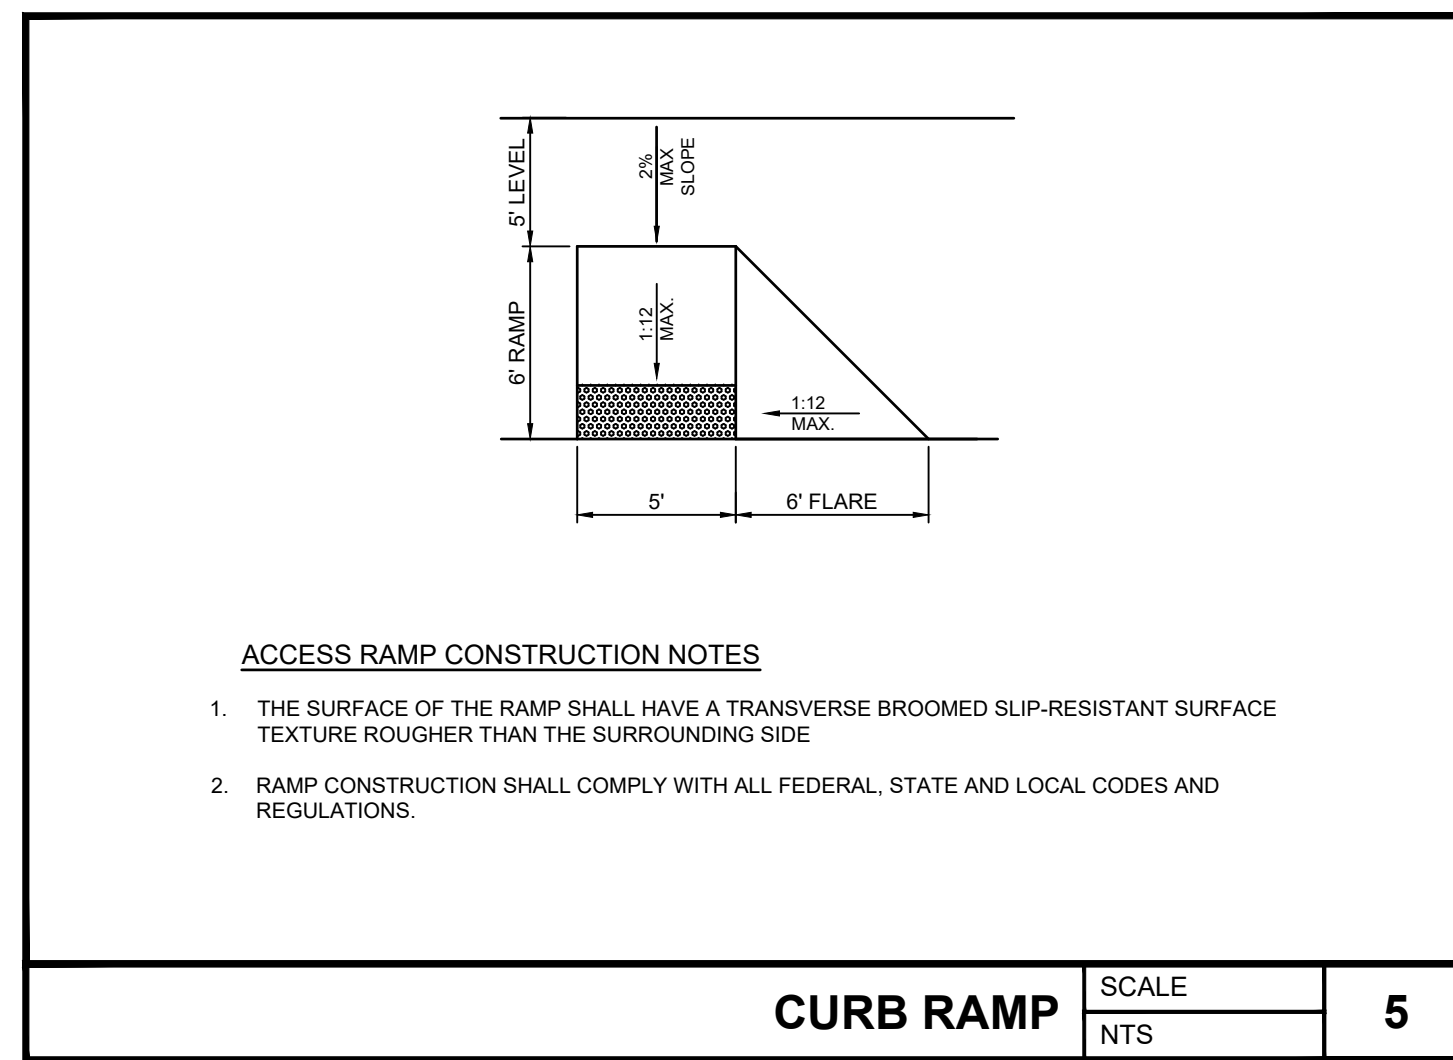 5' LEVEL
2%
MAX
SLOPE
6' RAMP
1:12
MAX.
1:12
MAX.
5'
6' FLARE
ACCESS RAMP CONSTRUCTION NOTES
1. THE SURFACE OF THE RAMP SHALL HAVE A TRANSVERSE BROOMED SLIP-RESISTANT SURFACE
TEXTURE ROUGHER THAN THE SURROUNDING SIDE
2. RAMP CONSTRUCTION SHALL COMPLY WITH ALL FEDERAL, STATE AND LOCAL CODES AND
REGULATIONS.
CURB RAMP
SCALE
NTS
5